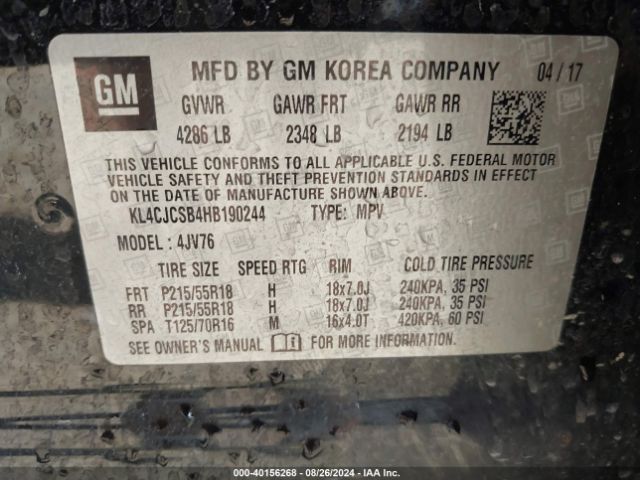 GM
MFD BY GM KOREA COMPANY 04/17
GVWR GAWR FRT GAWR RR
4286 LB 2348 LB 2194 LB
THIS VEHICLE CONFORMS TO ALL APPLICABLE U.S. FEDERAL MOTOR
VEHICLE SAFETY AND THEFT PREVENTION STANDARDS IN EFFECT
ON THE DATE OF MANUFACTURE SHOWN ABOVE.
KL4CJCSB4HB190244 TYPE: MPV
MODEL: 4JV76
TIRE SIZE SPEED RTG RIM COLD TIRE PRESSURE
FRT P215/55R18 H 18x7.0J 240KPA, 35 PSI
RR P215/55R18 H 18x7.0J 240KPA, 35 PSI
SPA T125/70R16 M 16x4.0T 420KPA, 60 PSI
SEE OWNER'S MANUAL FOR MORE INFORMATION.
000-40156268 - 08/26/2024 - IAA Inc.